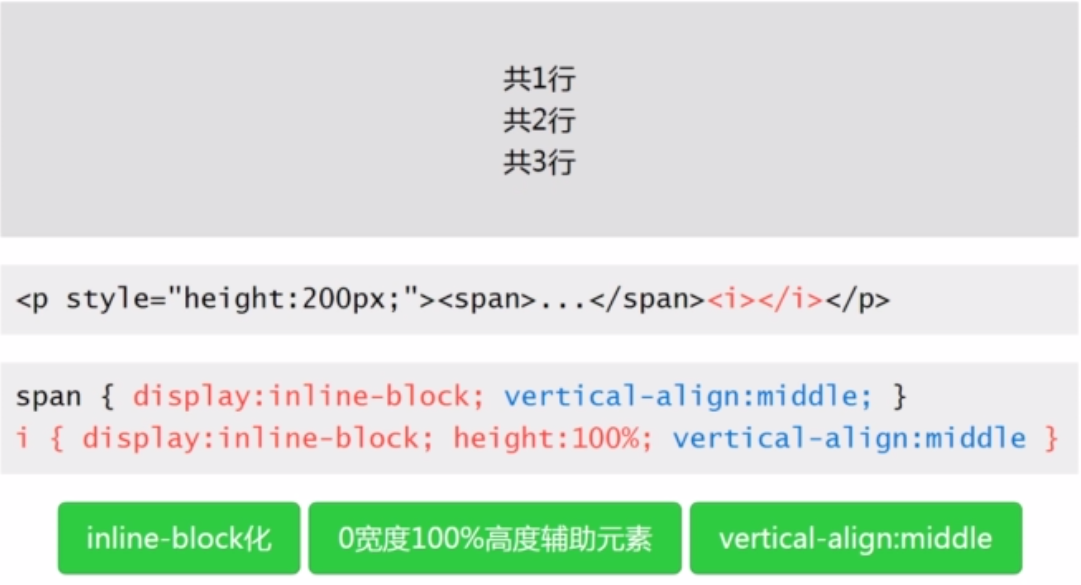 共1行
共2行
共3行
<p style="height:200px;"><span>...</span><i></i></p>
span { display:inline-block; vertical-align:middle; }
i { display:inline-block; height:100%; vertical-align:middle }
inline-block化
0宽度100%高度辅助元素
vertical-align:middle